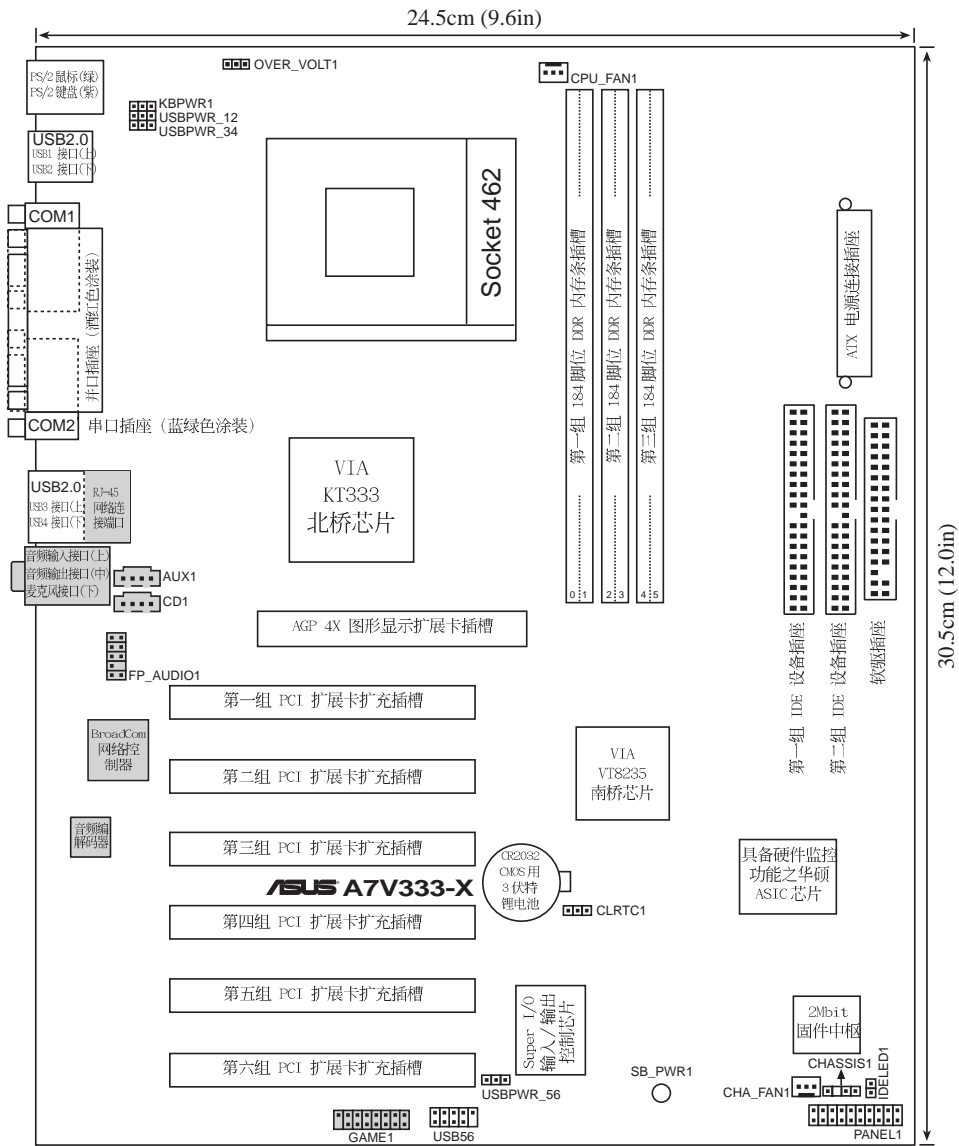 24.5cm (9.6in)
PS/2 鼠标(绿)
PS/2 键盘(紫)
OVER_VOLT1
CPU_FAN1
KBPWR1
USBPWR_12
USBPWR_34
USB2.0
USB1 接口(上)
USB2 接口(下)
COM1
并口插座 (酒红色涂装)
COM2
串口插座 (蓝绿色涂装)
Socket 462
第一组 184 脚位 DDR 内存条插槽
第二组 184 脚位 DDR 内存条插槽
第三组 184 脚位 DDR 内存条插槽
0 1
2 3
4 5
ATX 电源连接插座
30.5cm (12.0in)
VIA
KT333
北桥芯片
USB2.0
USB3 接口(上)
USB4 接口(下)
RJ-45
网络连
接端口
音频输入接口(上)
音频输出接口(中)
麦克风接口(下)
AUX1
CD1
AGP 4X 图形显示扩展卡插槽
FP_AUDIO1
第一组 IDE 设备插座
第二组 IDE 设备插座
软驱插座
第一组 PCI 扩展卡扩充插槽
BroadCom
网络控
制器
第二组 PCI 扩展卡扩充插槽
VIA
VT8235
南桥芯片
音频编
解码器
第三组 PCI 扩展卡扩充插槽
CR2032
CMOS 用
3 伏特
锂电池
具备硬件监控
功能之华硕
ASIC 芯片
ASUS A7V333-X
CLRTC1
第四组 PCI 扩展卡扩充插槽
第五组 PCI 扩展卡扩充插槽
Super I/O
输入/输出
控制芯片
2Mbit
固件中枢
第六组 PCI 扩展卡扩充插槽
USBPWR_56
SB_PWR1
CHASSIS1
CHA_FAN1
IDELED1
GAME1
USB56
PANEL1